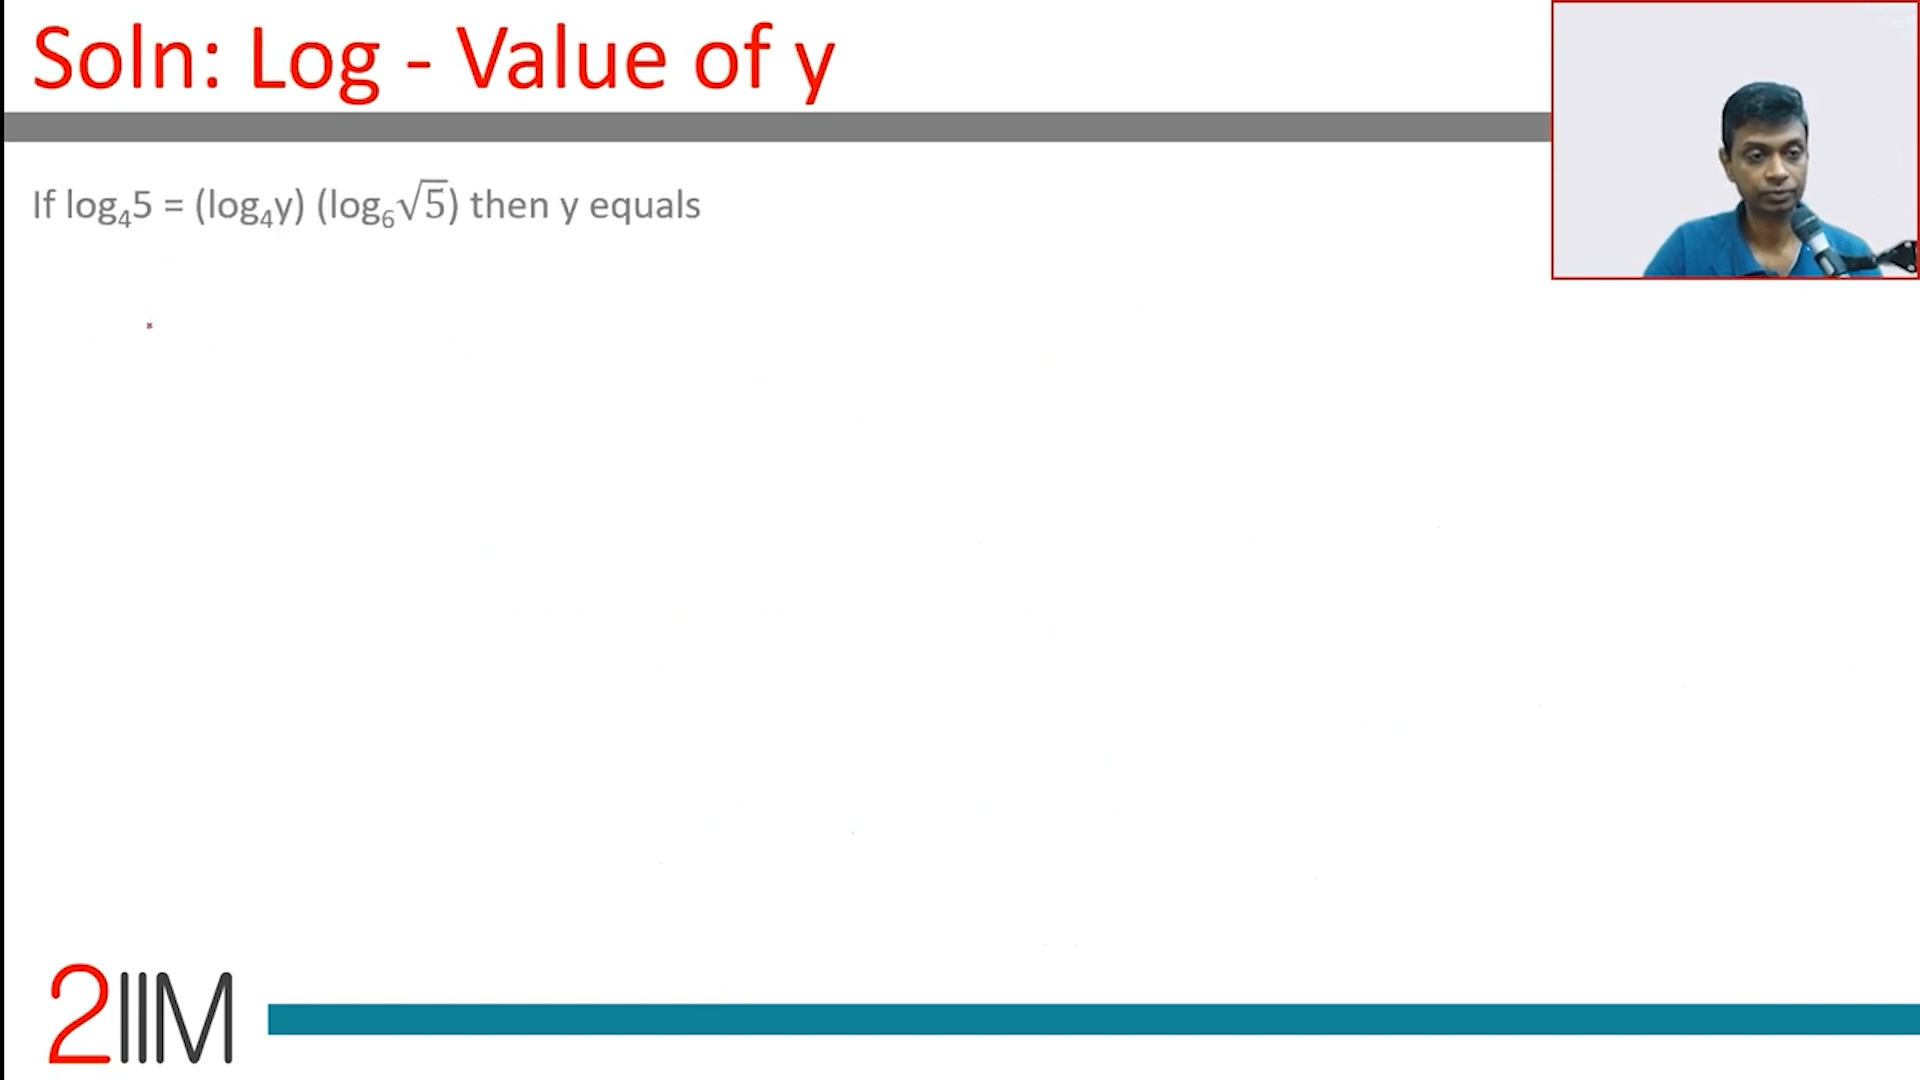 Soln: Log - Value of y
If log₄5 = (log₄y) (log₆√5) then y equals
2IIM